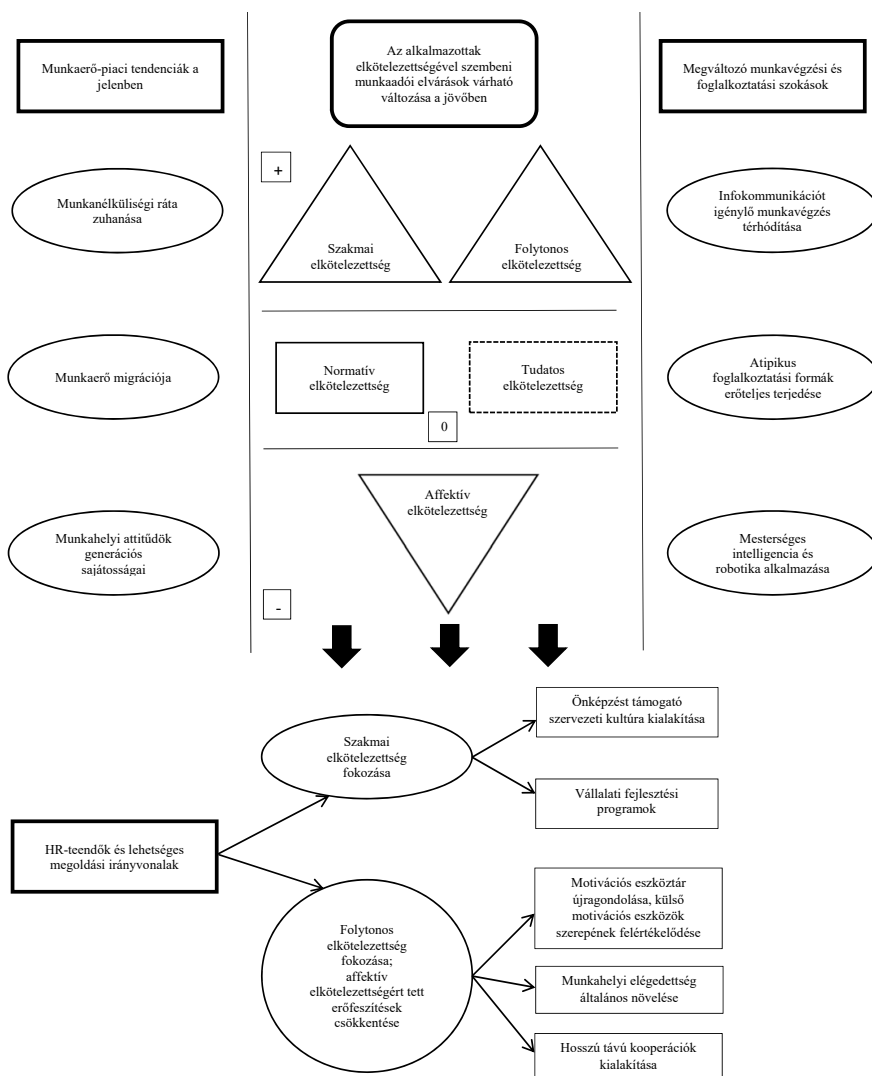 Munkaerő-piaci tendenciák a
jelenben
Az alkalmazottak
elkötelezettségével szembeni
munkaadói elvárások várható
változása a jövőben
Megváltozó munkavégzési és
foglalkoztatási szokások
Munkanélküliségi ráta
zuhanása
+
Szakmai
elkötelezettség
Folytonos
elkötelezettség
Infokommunikációt
igénylő munkavégzés
térhódítása
Munkaerő migrációja
Normatív
elkötelezettség
Tudatos
elkötelezettség
0
Atipikus
foglalkoztatási formák
erőteljes terjedése
Munkahelyi attitűdök
generációs
sajátosságai
Affektív
elkötelezettség
-
Mesterséges
intelligencia és
robotika alkalmazása
HR-teendők és lehetséges
megoldási irányvonalak
Szakmai
elkötelezettség
fokozása
Önképzést támogató
szervezeti kultúra kialakítása
Vállalati fejlesztési
programok
Folytonos
elkötelezettség
fokozása;
affektív
elkötelezettségért tett
erőfeszítések
csökkentése
Motivációs eszköztár
újragondolása, külső
motivációs eszközök
szerepének felértékelődése
Munkahelyi elégedettség
általános növelése
Hosszú távú kooperációk
kialakítása